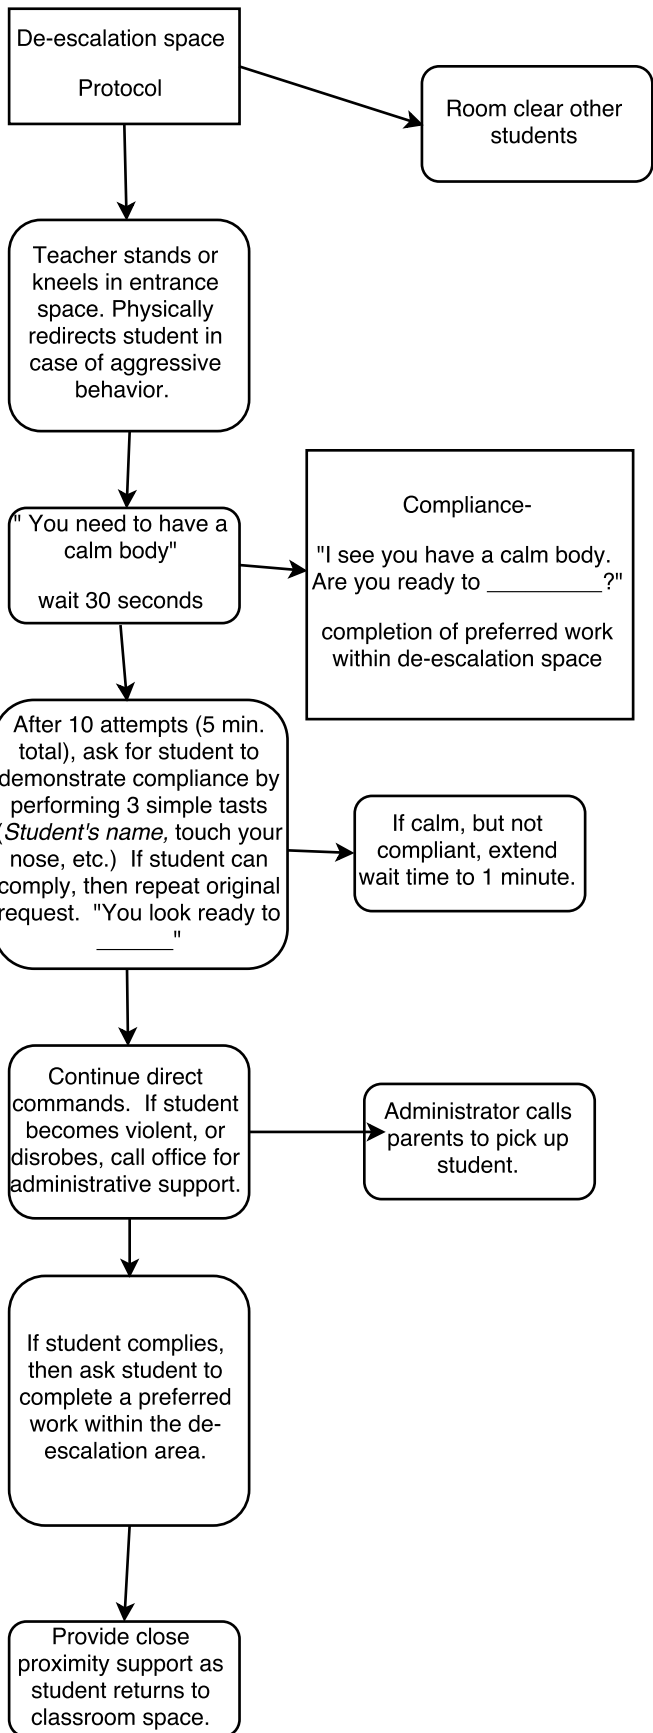 De-escalation space
Protocol
Room clear other
students
Teacher stands or
kneels in entrance
space. Physically
redirects student in
case of aggressive
behavior.
" You need to have a
calm body"
wait 30 seconds
Compliance-
"I see you have a calm body.
Are you ready to _________?"
completion of preferred work
within de-escalation space
After 10 attempts (5 min.
total), ask for student to
demonstrate compliance by
performing 3 simple tasts
(Student's name, touch your
nose, etc.)  If student can
comply, then repeat original
request.  "You look ready to
______"
If calm, but not
compliant, extend
wait time to 1 minute.
Continue direct
commands.  If student
becomes violent, or
disrobes, call office for
administrative support.
Administrator calls
parents to pick up
student.
If student complies,
then ask student to
complete a preferred
work within the de-
escalation area.
Provide close
proximity support as
student returns to
classroom space.